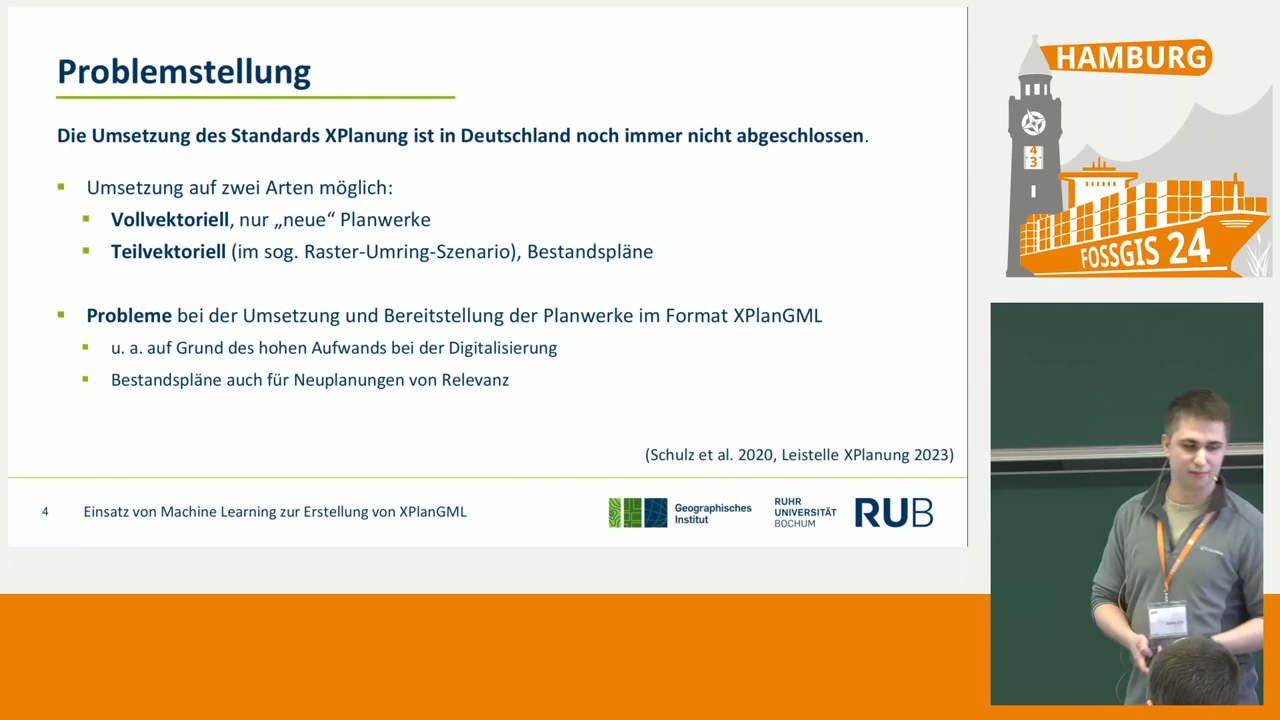 Problemstellung
Die Umsetzung des Standards XPlanung ist in Deutschland noch immer nicht abgeschlossen.
Umsetzung auf zwei Arten möglich:
Vollvektoriell, nur „neue“ Planwerke
Teilvektoriell (im sog. Raster-Umring-Szenario), Bestandspläne
Probleme bei der Umsetzung und Bereitstellung der Planwerke im Format XPlanGML
u. a. auf Grund des hohen Aufwands bei der Digitalisierung
Bestandspläne auch für Neuplanungen von Relevanz
(Schulz et al. 2020, Leistelle XPlanung 2023)
4 Einsatz von Machine Learning zur Erstellung von XPlanGML
Geographisches
Institut
RUHR
UNIVERSITÄT
BOCHUM
RUB
HAMBURG
4
3
FOSSGIS 24